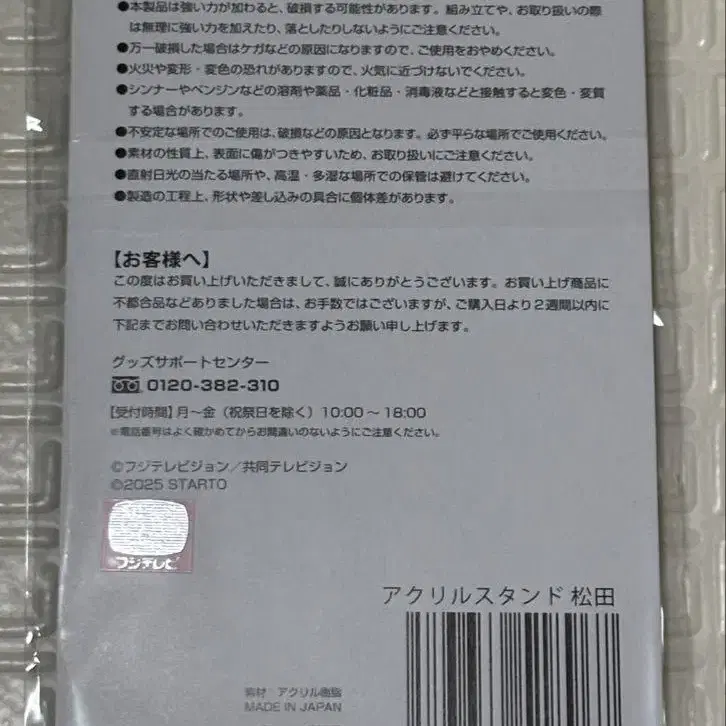 ●本製品は強い力が加わると、破損する可能性があります。組み立てや、お取り扱いの際
は無理に強い力を加えたり、落としたりしないようにご注意ください。
●万一破損した場合はケガなどの原因になりますので、ご使用をおやめください。
●火災や変形・変色の恐れがありますので、火気に近づけないでください。
●シンナーやベンジンなどの溶剤や薬品・化粧品・消毒液などと接触すると変色・変質
する場合があります。
●不安定な場所でのご使用は、破損などの原因となります。必ず平らな場所でご使用ください。
●素材の性質上、表面に傷がつきやすいため、お取り扱いにご注意ください。
●直射日光の当たる場所や、高温・多湿な場所での保管は避けてください。
●製造の工程上、形状や差し込みの具合に個体差があります。
【お客様へ】
この度はお買い上げいただきまして、誠にありがとうございます。お買い上げ商品に
不都合品などありました場合は、お手数ではございますが、ご購入日より2週間以内に
下記までお問い合わせいただきますようお願い申し上げます。
グッズサポートセンター
0120-382-310
【受付時間】月〜金（祝祭日を除く）10:00〜18:00
※電話番号はよく確かめてからお間違いのないようにご注意ください。
©フジテレビジョン／共同テレビジョン
©2025 STARTO
フジテレビ
アクリルスタンド 松田
素材 アクリル樹脂
MADE IN JAPAN